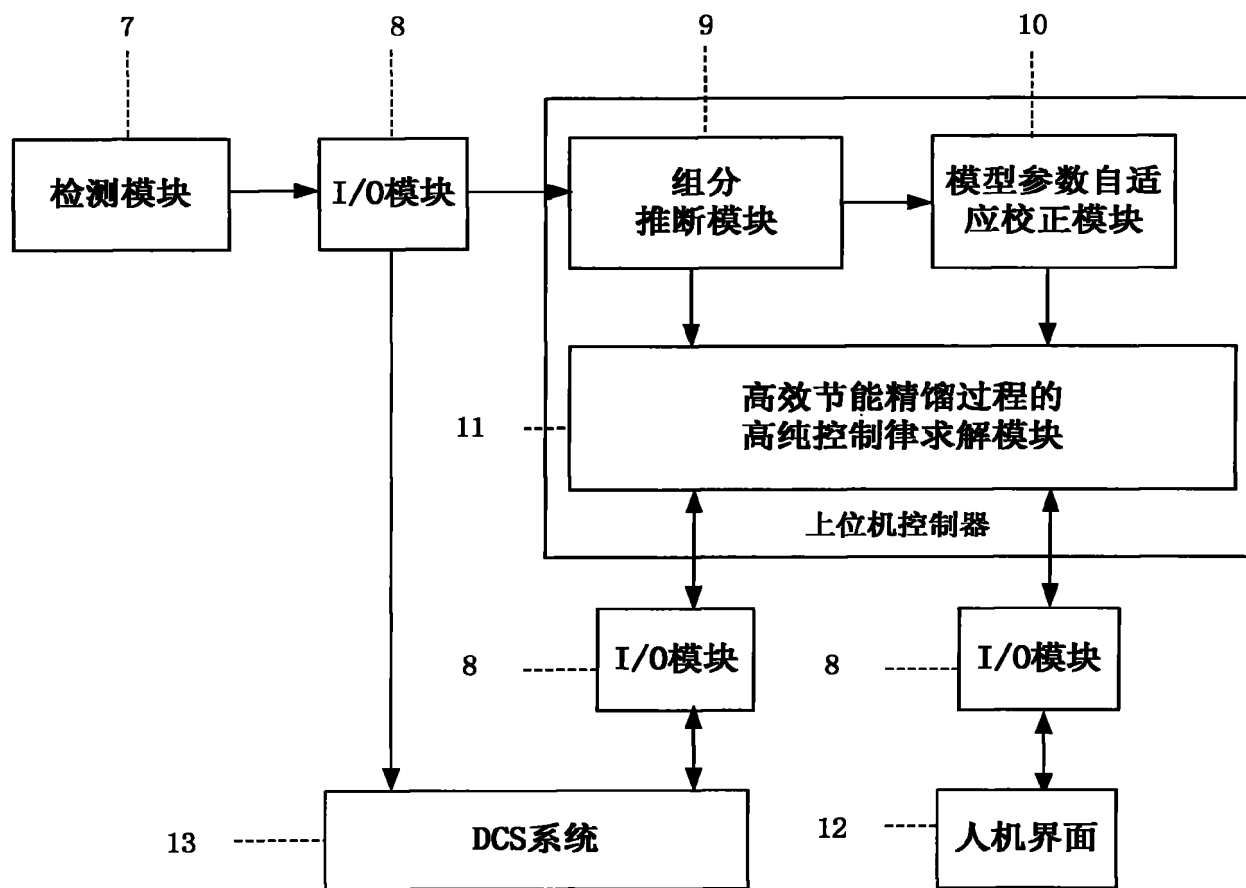 7
8
9
10
检测模块
I/O模块
组分
推断模块
模型参数自适
应校正模块
11
高效节能精馏过程的
高纯控制律求解模块
上位机控制器
8
I/O模块
8
I/O模块
13
DCS系统
12
人机界面